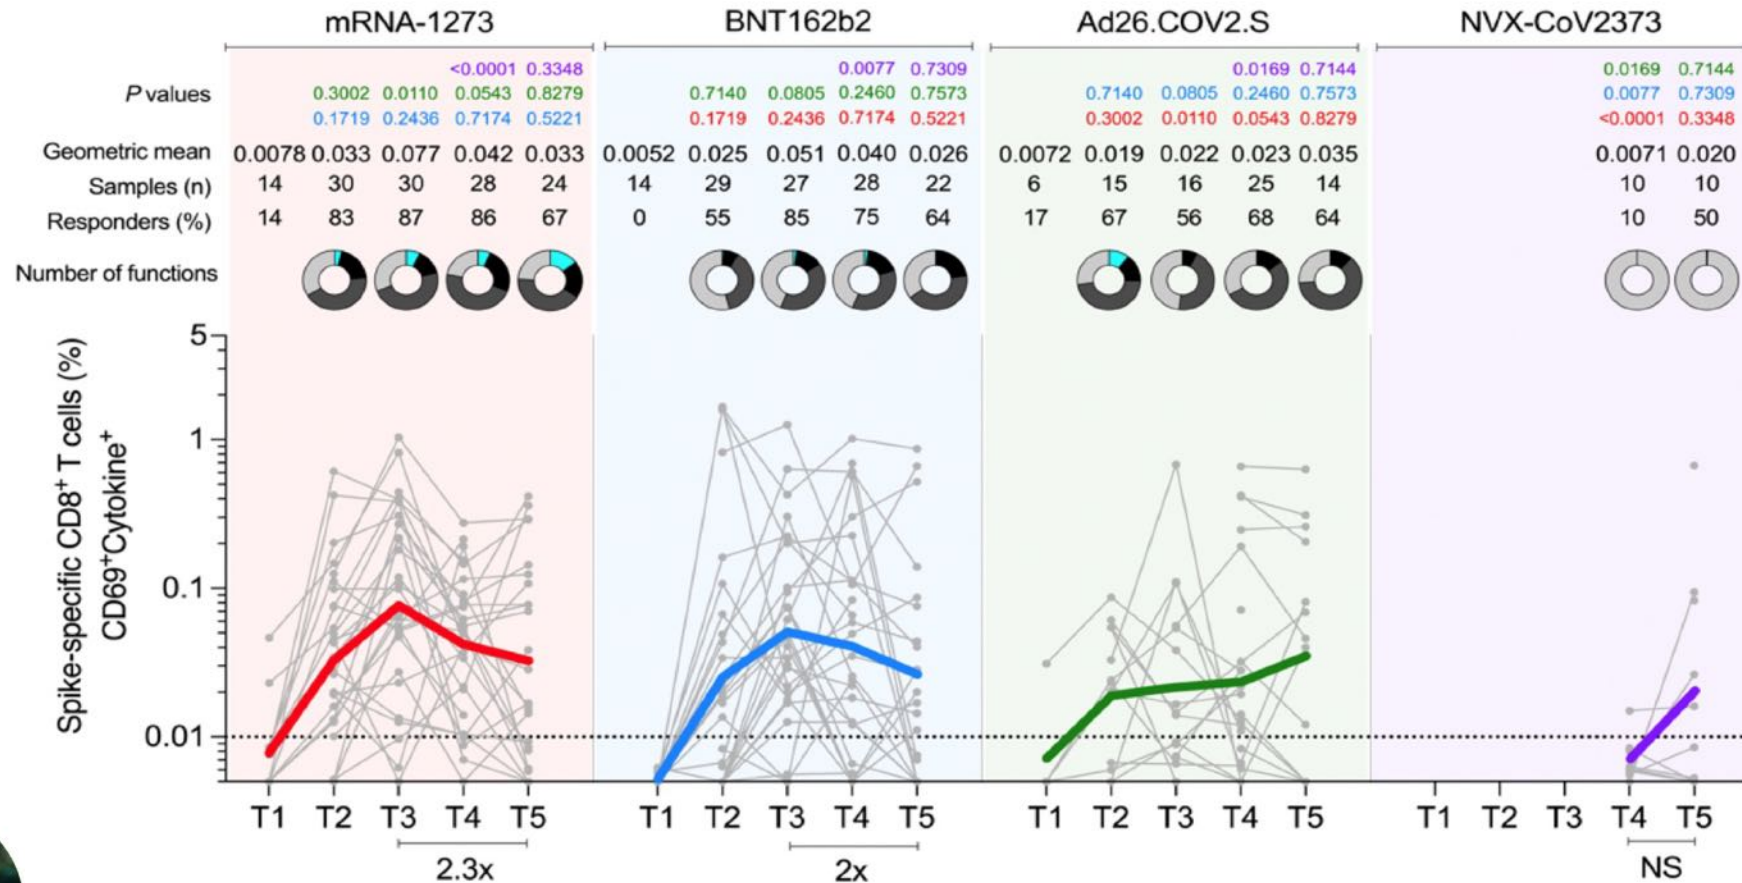 mRNA-1273 BNT162b2 Ad26.COV2.S NVX-CoV2373
<0.0001 0.3348 0.0077 0.7309 0.0169 0.7144 0.0169 0.7144
P values 0.3002 0.0110 0.0543 0.8279 0.7140 0.0805 0.2460 0.7573 0.7140 0.0805 0.2460 0.7573 0.0077 0.7309
0.1719 0.2436 0.7174 0.5221 0.1719 0.2436 0.7174 0.5221 0.3002 0.0110 0.0543 0.8279 <0.0001 0.3348
Geometric mean 0.0078 0.033 0.077 0.042 0.033 0.0052 0.025 0.051 0.040 0.026 0.0072 0.019 0.022 0.023 0.035 0.0071 0.020
Samples (n) 14 30 30 28 24 14 29 27 28 22 6 15 16 25 14 10 10
Responders (%) 14 83 87 86 67 0 55 85 75 64 17 67 56 68 64 10 50
Number of functions
Spike-specific CD8+ T cells (%)
CD69+Cytokine+
5
1
0.1
0.01
T1 T2 T3 T4 T5 T1 T2 T3 T4 T5 T1 T2 T3 T4 T5 T1 T2 T3 T4 T5
2.3x 2x NS